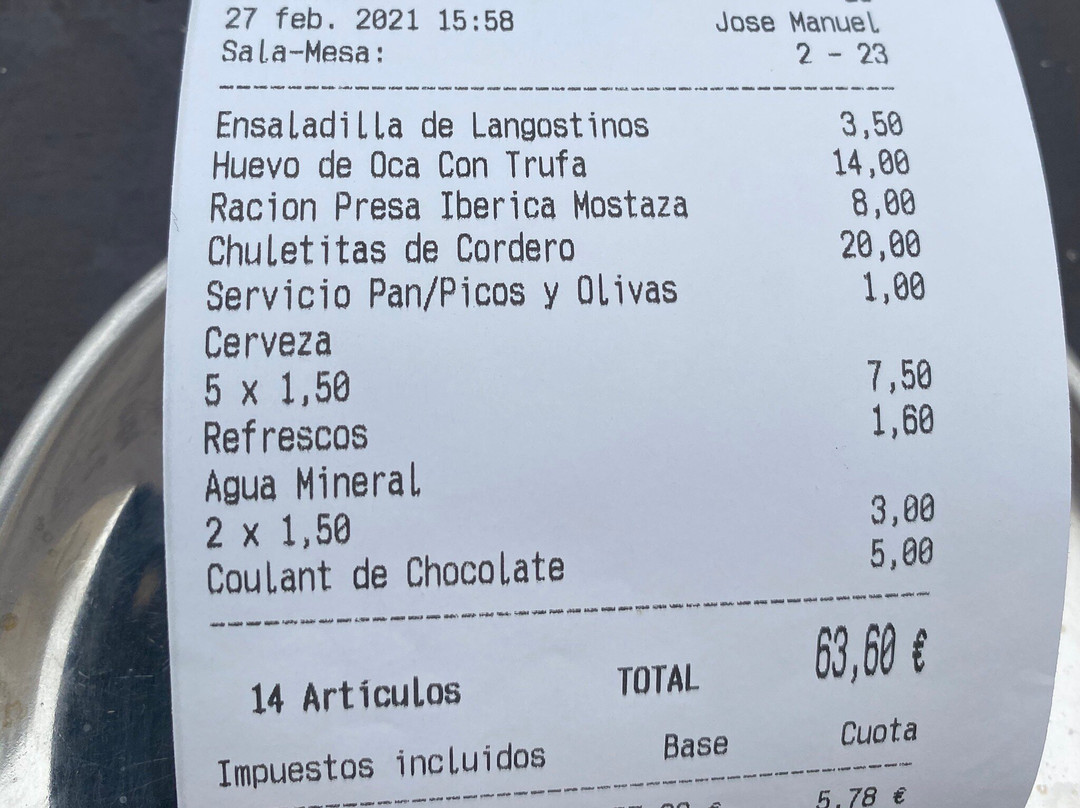 27 feb. 2021 15:58 Jose Manuel
Sala-Mesa: 2 - 23
Ensaladilla de Langostinos 3,50
Huevo de Oca Con Trufa 14,00
Racion Presa Iberica Mostaza 8,00
Chuletitas de Cordero 20,00
Servicio Pan/Picos y Olivas 1,00
Cerveza
5 x 1,50 7,50
Refrescos 1,60
Agua Mineral
2 x 1,50 3,00
Coulant de Chocolate 5,00
14 Artículos TOTAL 63,60 €
Impuestos incluidos Base Cuota
5,78 €